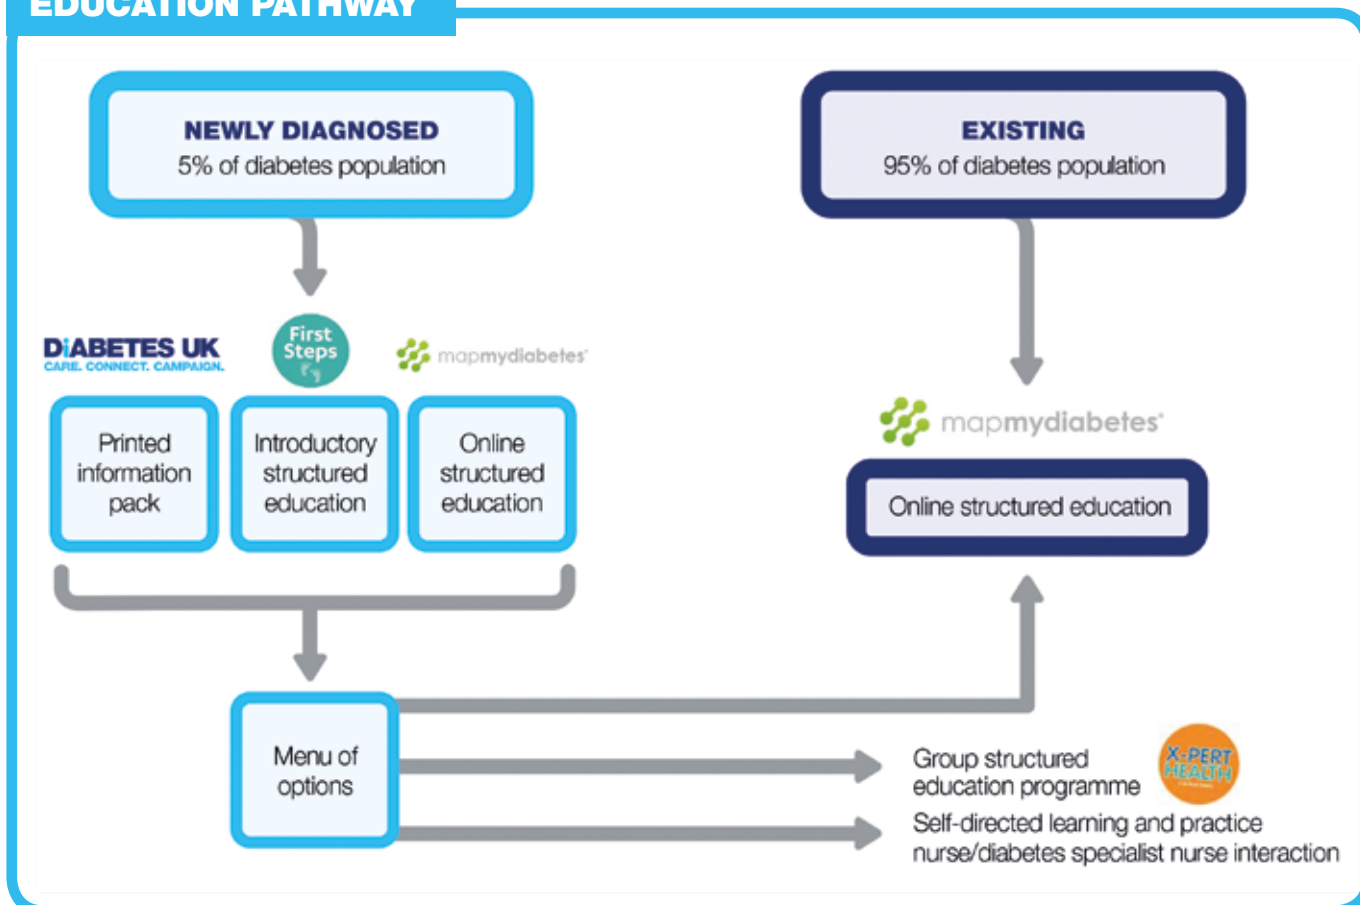 EDUCATION PATHWAY
NEWLY DIAGNOSED
5% of diabetes population
EXISTING
95% of diabetes population
DiABETES UK
CARE. CONNECT. CAMPAIGN.
First
Steps
mapmydiabetes
Printed
information
pack
Introductory
structured
education
Online
structured
education
mapmydiabetes
Online structured education
Menu of
options
Group structured
education programme
X-PERT
HEALTH
Self-directed learning and practice
nurse/diabetes specialist nurse interaction